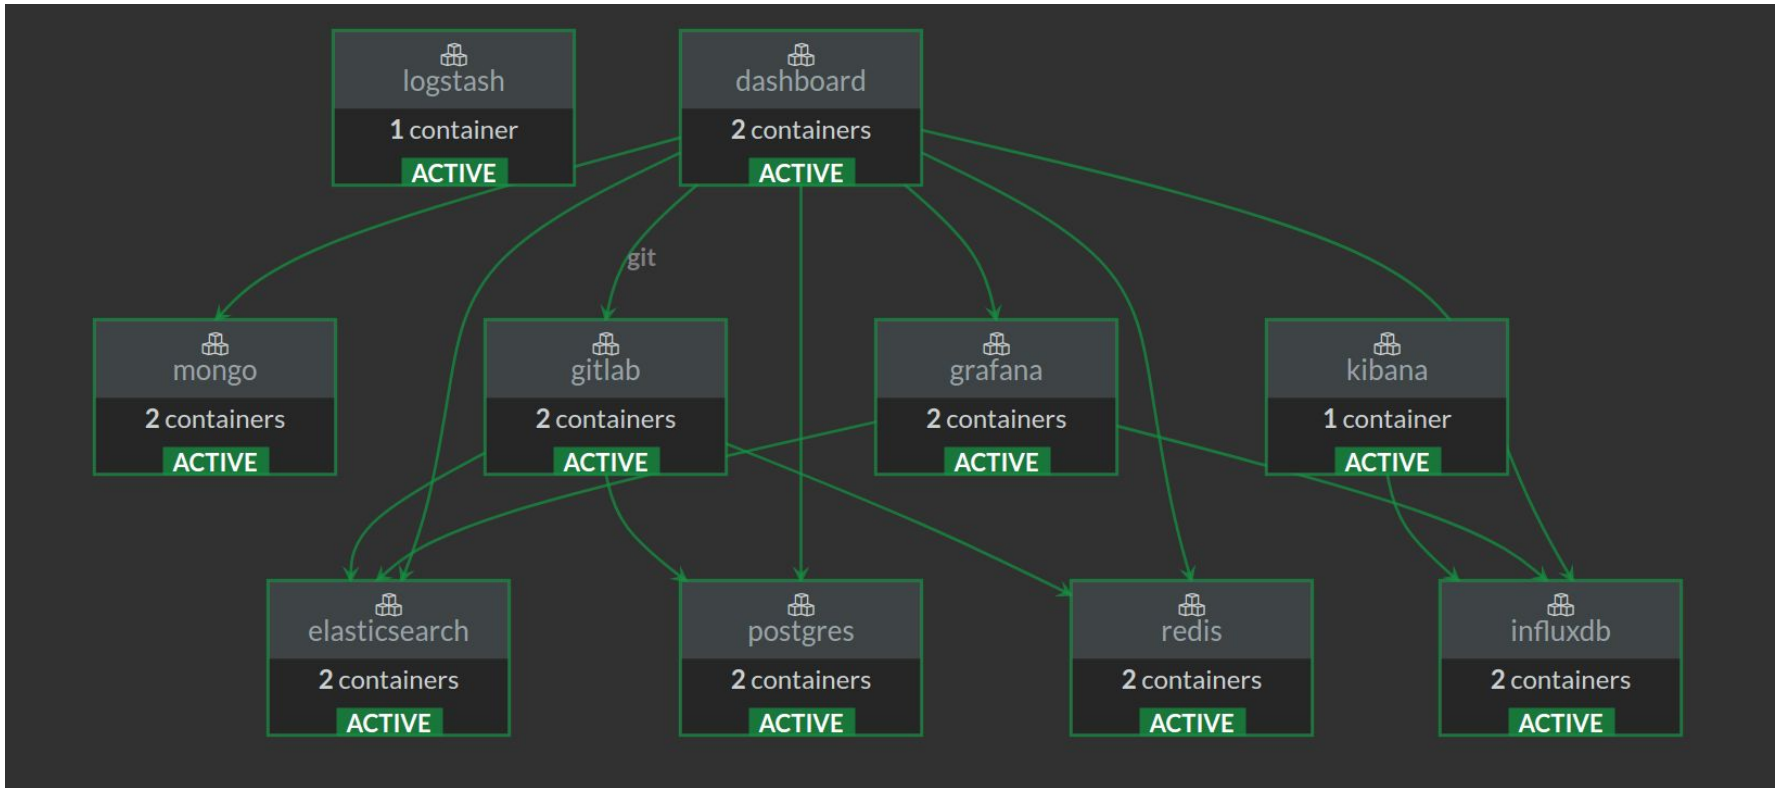 logstash
1 container
ACTIVE
dashboard
2 containers
ACTIVE
git
mongo
2 containers
ACTIVE
gitlab
2 containers
ACTIVE
grafana
2 containers
ACTIVE
kibana
1 container
ACTIVE
elasticsearch
2 containers
ACTIVE
postgres
2 containers
ACTIVE
redis
2 containers
ACTIVE
influxdb
2 containers
ACTIVE